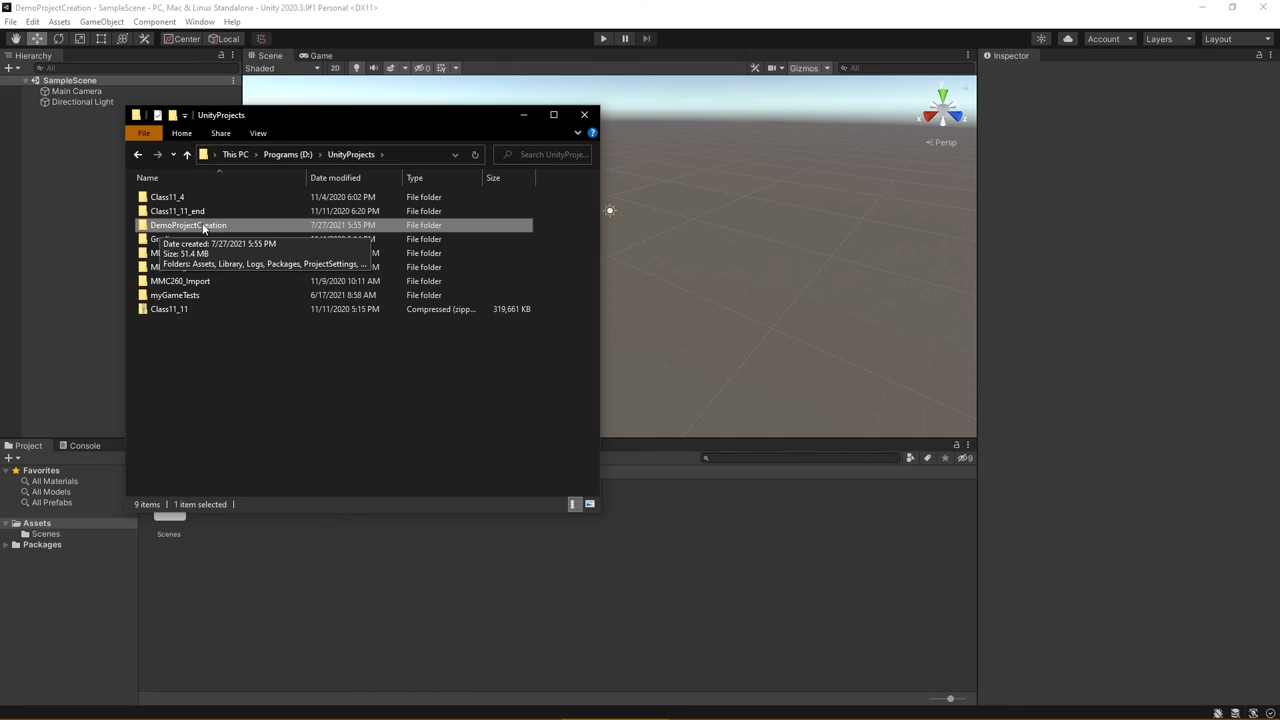 DemoProjectCreation - SampleScene - PC, Mac & Linux Standalone - Unity 2020.3.9f1 Personal <DX11>
File Edit Assets GameObject Component Window Help
Center Local Account Layers Layout
Hierarchy Scene Game Inspector
All Shaded 2D 0 Gizmos All
SampleScene
Main Camera
Directional Light
UnityProjects
File Home Share View
This PC > Programs (D:) > UnityProjects > Search UnityProje...
Name Date modified Type Size
Class11_4 11/4/2020 6:02 PM File folder
Class11_11_end 11/11/2020 6:20 PM File folder
DemoProjectCreation 7/27/2021 5:55 PM File folder
File folder
Date created: 7/27/2021 5:55 PM
Size: 51.4 MB
File folder
Folders: Assets, Library, Logs, Packages, ProjectSettings, ...
File folder
MMC260_Import 11/9/2020 10:11 AM File folder
myGameTests 6/17/2021 8:58 AM File folder
Class11_11 11/11/2020 5:15 PM Compressed (zipp... 319,661 KB
x y z
Persp
9 items 1 item selected
Project Console
9
Favorites
All Materials
All Models
All Prefabs
Assets
Scenes
Packages
Scenes